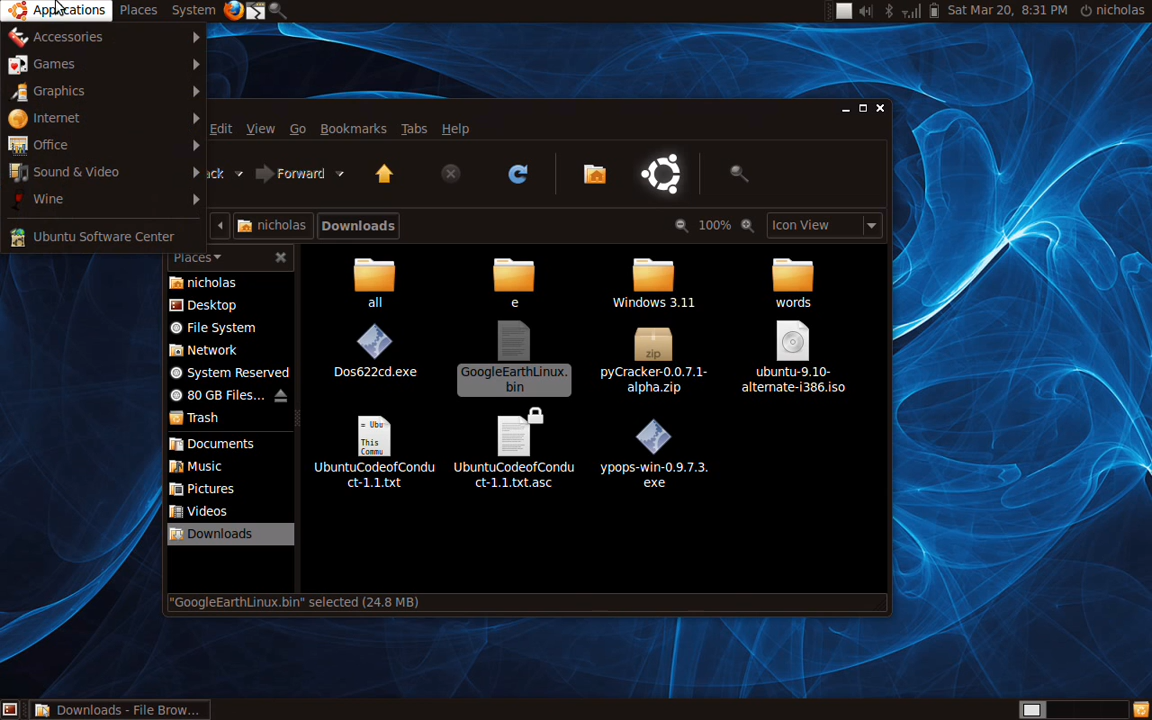 Applications Places System Sat Mar 20, 8:31 PM nicholas
Accessories
Games
Graphics
Internet
Office
Sound & Video
Wine
Ubuntu Software Center
Edit View Go Bookmarks Tabs Help
ack Forward
nicholas Downloads 100% Icon View
Places
nicholas
Desktop
File System
Network
System Reserved
80 GB Files...
Trash
Documents
Music
Pictures
Videos
Downloads
all
e
Windows 3.11
words
Dos622cd.exe
GoogleEarthLinux.
bin
pyCracker-0.0.7.1-
alpha.zip
zip
ubuntu-9.10-
alternate-i386.iso
= Ubu
This
Commu
UbuntuCodeofCondu
ct-1.1.txt
UbuntuCodeofCondu
ct-1.1.txt.asc
ypops-win-0.9.7.3.
exe
"GoogleEarthLinux.bin" selected (24.8 MB)
Downloads - File Brow...